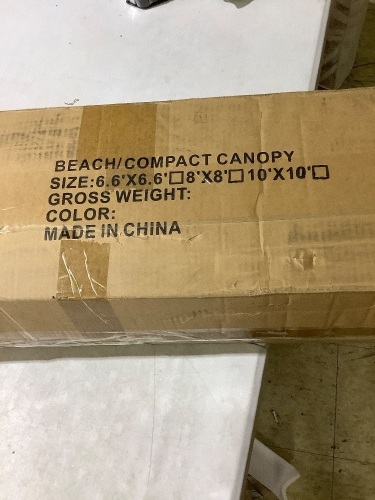 BEACH/COMPACT CANOPY
SIZE:6.6'X6.6'☐8'X8'☐10'X10'☐
GROSS WEIGHT:
COLOR:
MADE IN CHINA